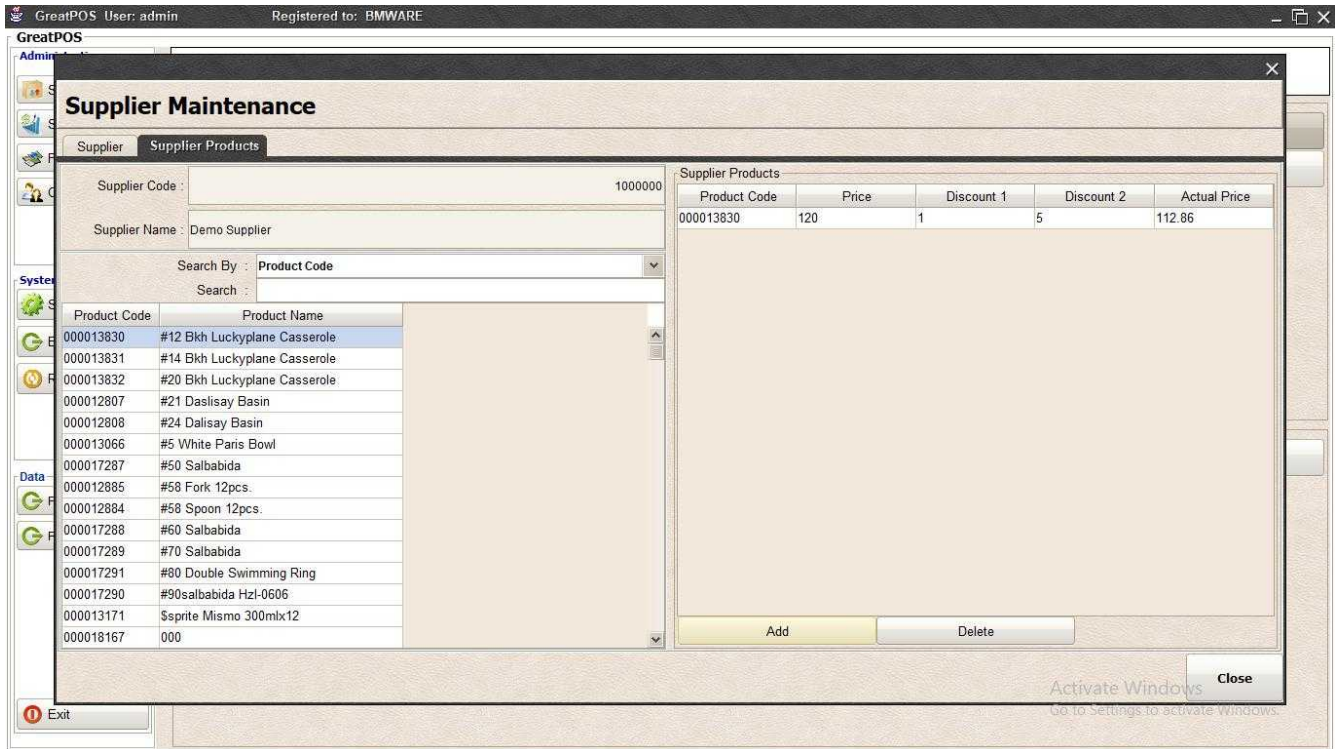 GreatPOS User: admin Registered to: BMWARE
GreatPOS
Supplier Maintenance
Supplier Supplier Products
Supplier Code : 1000000
Supplier Name : Demo Supplier
Search By : Product Code
Search :
Product Code Product Name
000013830 #12 Bkh Luckyplane Casserole
000013831 #14 Bkh Luckyplane Casserole
000013832 #20 Bkh Luckyplane Casserole
000012807 #21 Daslisay Basin
000012808 #24 Dalisay Basin
000013066 #5 White Paris Bowl
000017287 #50 Salbabida
000012885 #58 Fork 12pcs.
000012884 #58 Spoon 12pcs.
000017288 #60 Salbabida
000017289 #70 Salbabida
000017291 #80 Double Swimming Ring
000017290 #90salbabida Hzl-0606
000013171 $sprite Mismo 300mlx12
000018167 000
Supplier Products
Product Code Price Discount 1 Discount 2 Actual Price
000013830 120 1 5 112.86
Add Delete
Close
Activate Windows
Go to Settings to activate Windows.
Data
Exit